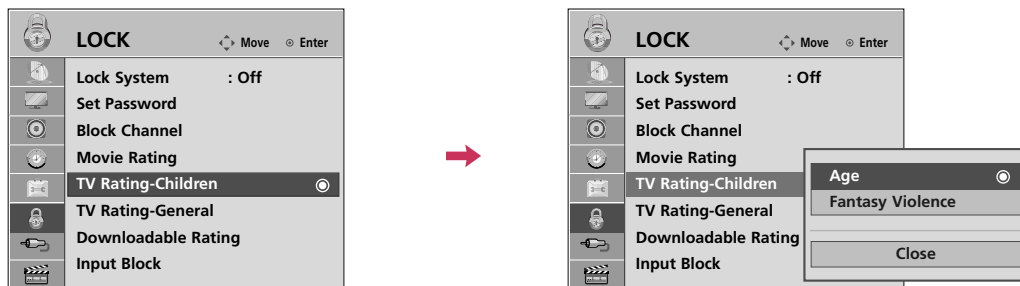 LOCK Move Enter
Lock System : Off
Set Password
Block Channel
Movie Rating
TV Rating-Children
TV Rating-General
Downloadable Rating
Input Block
LOCK Move Enter
Lock System : Off
Set Password
Block Channel
Movie Rating
TV Rating-Children
TV Rating-General
Downloadable Rating
Input Block
Age
Fantasy Violence
Close